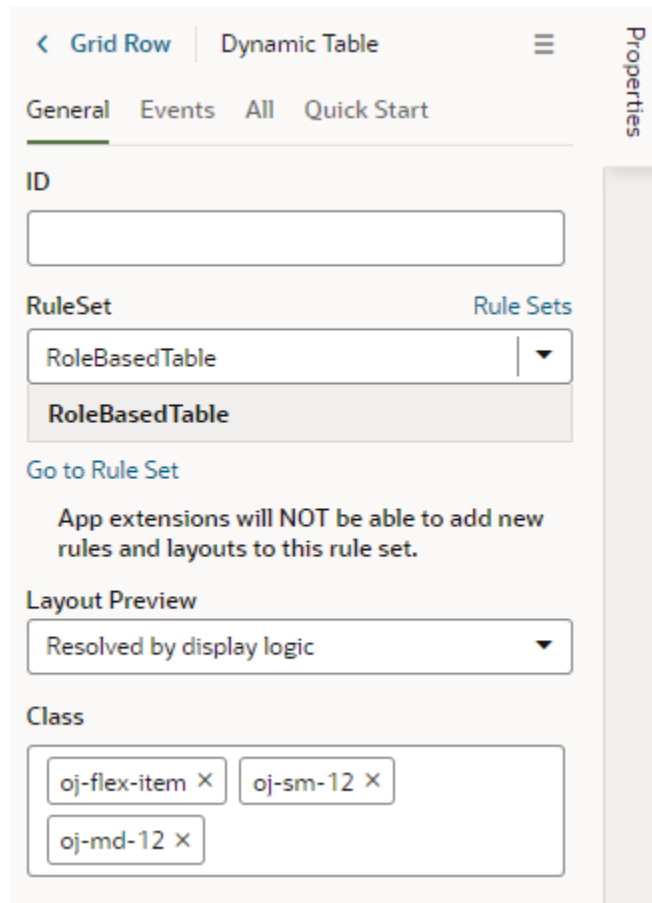 Grid Row Dynamic Table
Properties
General Events All Quick Start
ID
RuleSet Rule Sets
RoleBasedTable
RoleBasedTable
Go to Rule Set
App extensions will NOT be able to add new
rules and layouts to this rule set.
Layout Preview
Resolved by display logic
Class
oj-flex-item × oj-sm-12 ×
oj-md-12 ×